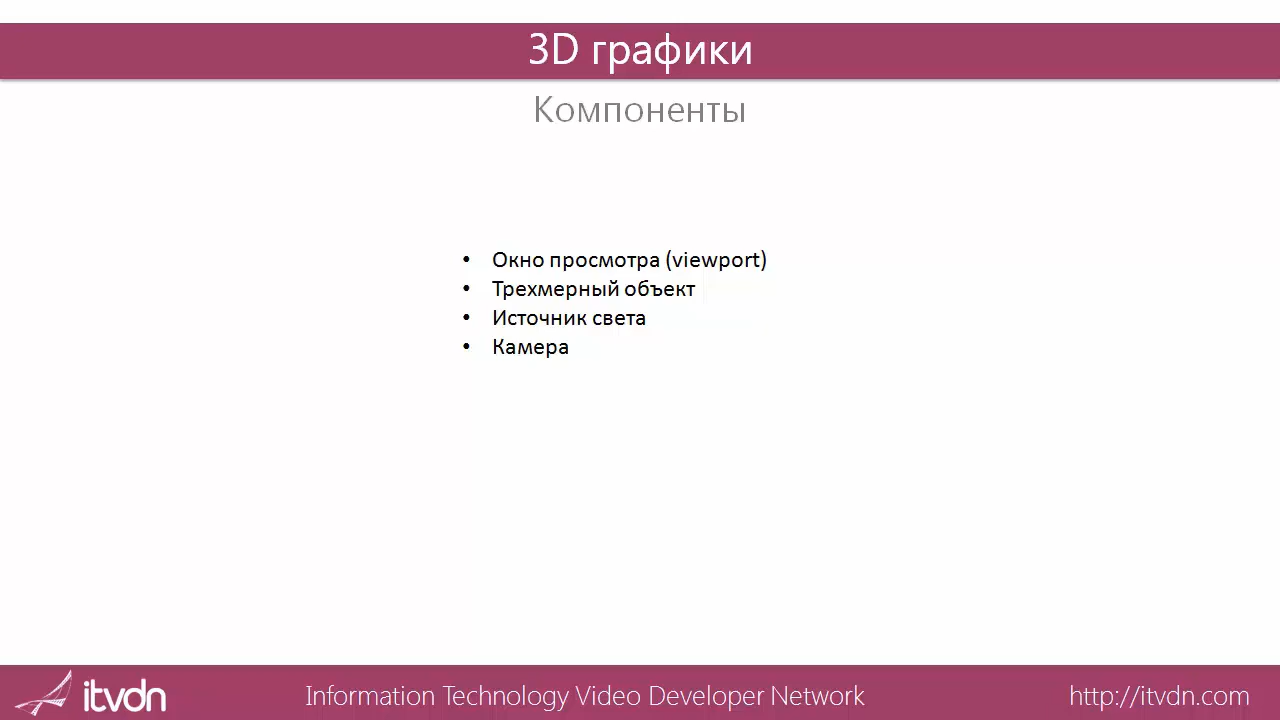 3D графики
Компоненты
• Окно просмотра (viewport)
• Трехмерный объект
• Источник света
• Камера
itvdn
Information Technology Video Developer Network
http://itvdn.com